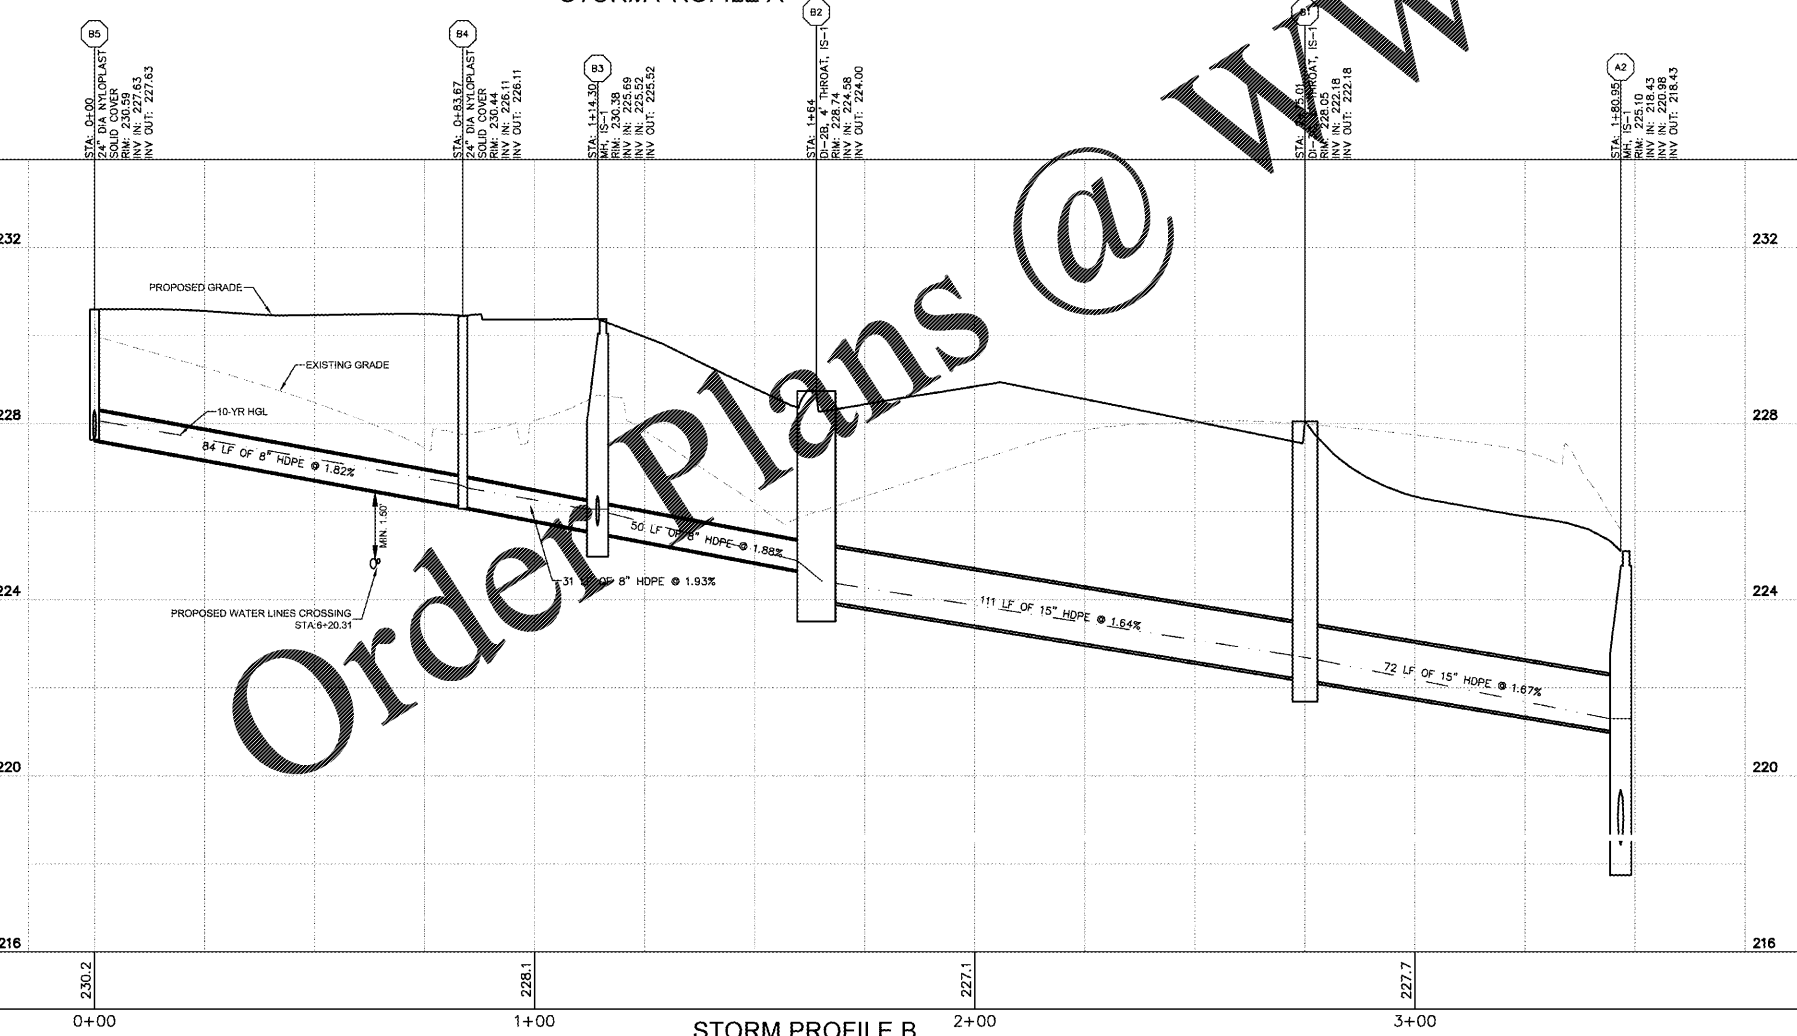 B5
STA: 0+00
24" DIA NYLOPLAST
SOLID COVER
RIM: 230.59
INV IN: 227.63
INV OUT: 227.63
B4
STA: 0+83.67
24" DIA NYLOPLAST
SOLID COVER
RIM: 230.44
INV IN: 226.11
INV OUT: 226.11
B3
STA: 1+14.30
MH, IS-1
RIM: 230.38
INV IN: 225.69
INV IN: 225.52
INV OUT: 225.52
B2
STA: 1+64
DI-2B, 4' THROAT, IS-1
RIM: 228.74
INV IN: 224.58
INV OUT: 224.00
B1
THROAT, IS-1
RIM: 228.05
INV IN: 222.18
INV OUT: 222.18
A2
STA: 1+80.95
MH, IS-1
RIM: 225.10
INV IN: 218.43
INV IN: 220.98
INV OUT: 218.43
232
232
PROPOSED GRADE
EXISTING GRADE
228
228
10-YR HGL
84 LF OF 8" HDPE @ 1.82%
MIN. 1.50'
50 LF OF 8" HDPE @ 1.88%
31 LF OF 8" HDPE @ 1.93%
224
224
111 LF OF 15" HDPE @ 1.64%
PROPOSED WATER LINES CROSSING
STA:6+20.31
72 LF OF 15" HDPE @ 1.67%
220
220
216
216
230.2
228.1
227.1
227.7
0+00
1+00
2+00
3+00
STORM PROFILE B
Order Plans @ WW